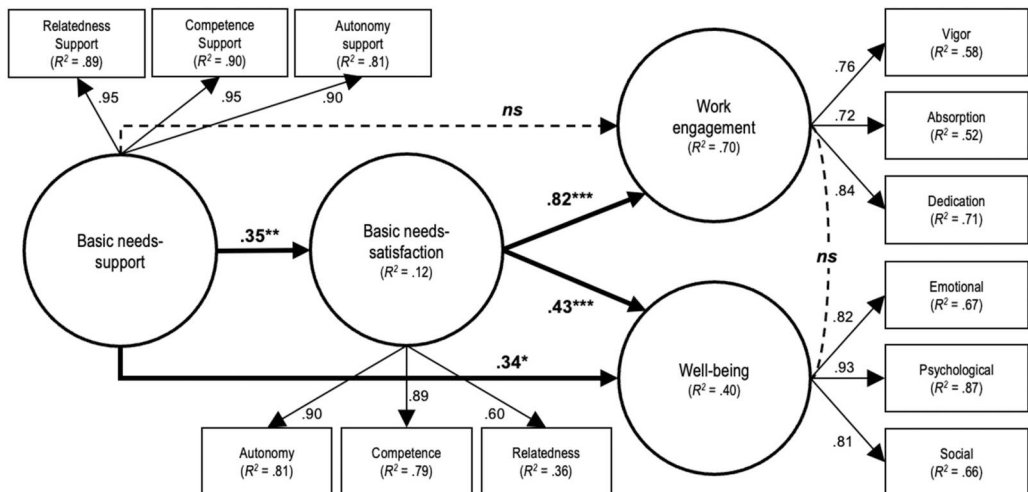 Relatedness
Support
(R² = .89)
Competence
Support
(R² = .90)
Autonomy
support
(R² = .81)
.95
.95
.90
ns
Basic needs-
support
.35**
Basic needs-
satisfaction
(R² = .12)
.82***
.43***
.34*
Work
engagement
(R² = .70)
Well-being
(R² = .40)
ns
.90
.89
.60
Autonomy
(R² = .81)
Competence
(R² = .79)
Relatedness
(R² = .36)
.76
.72
.84
Vigor
(R² = .58)
Absorption
(R² = .52)
Dedication
(R² = .71)
.82
.93
.81
Emotional
(R² = .67)
Psychological
(R² = .87)
Social
(R² = .66)